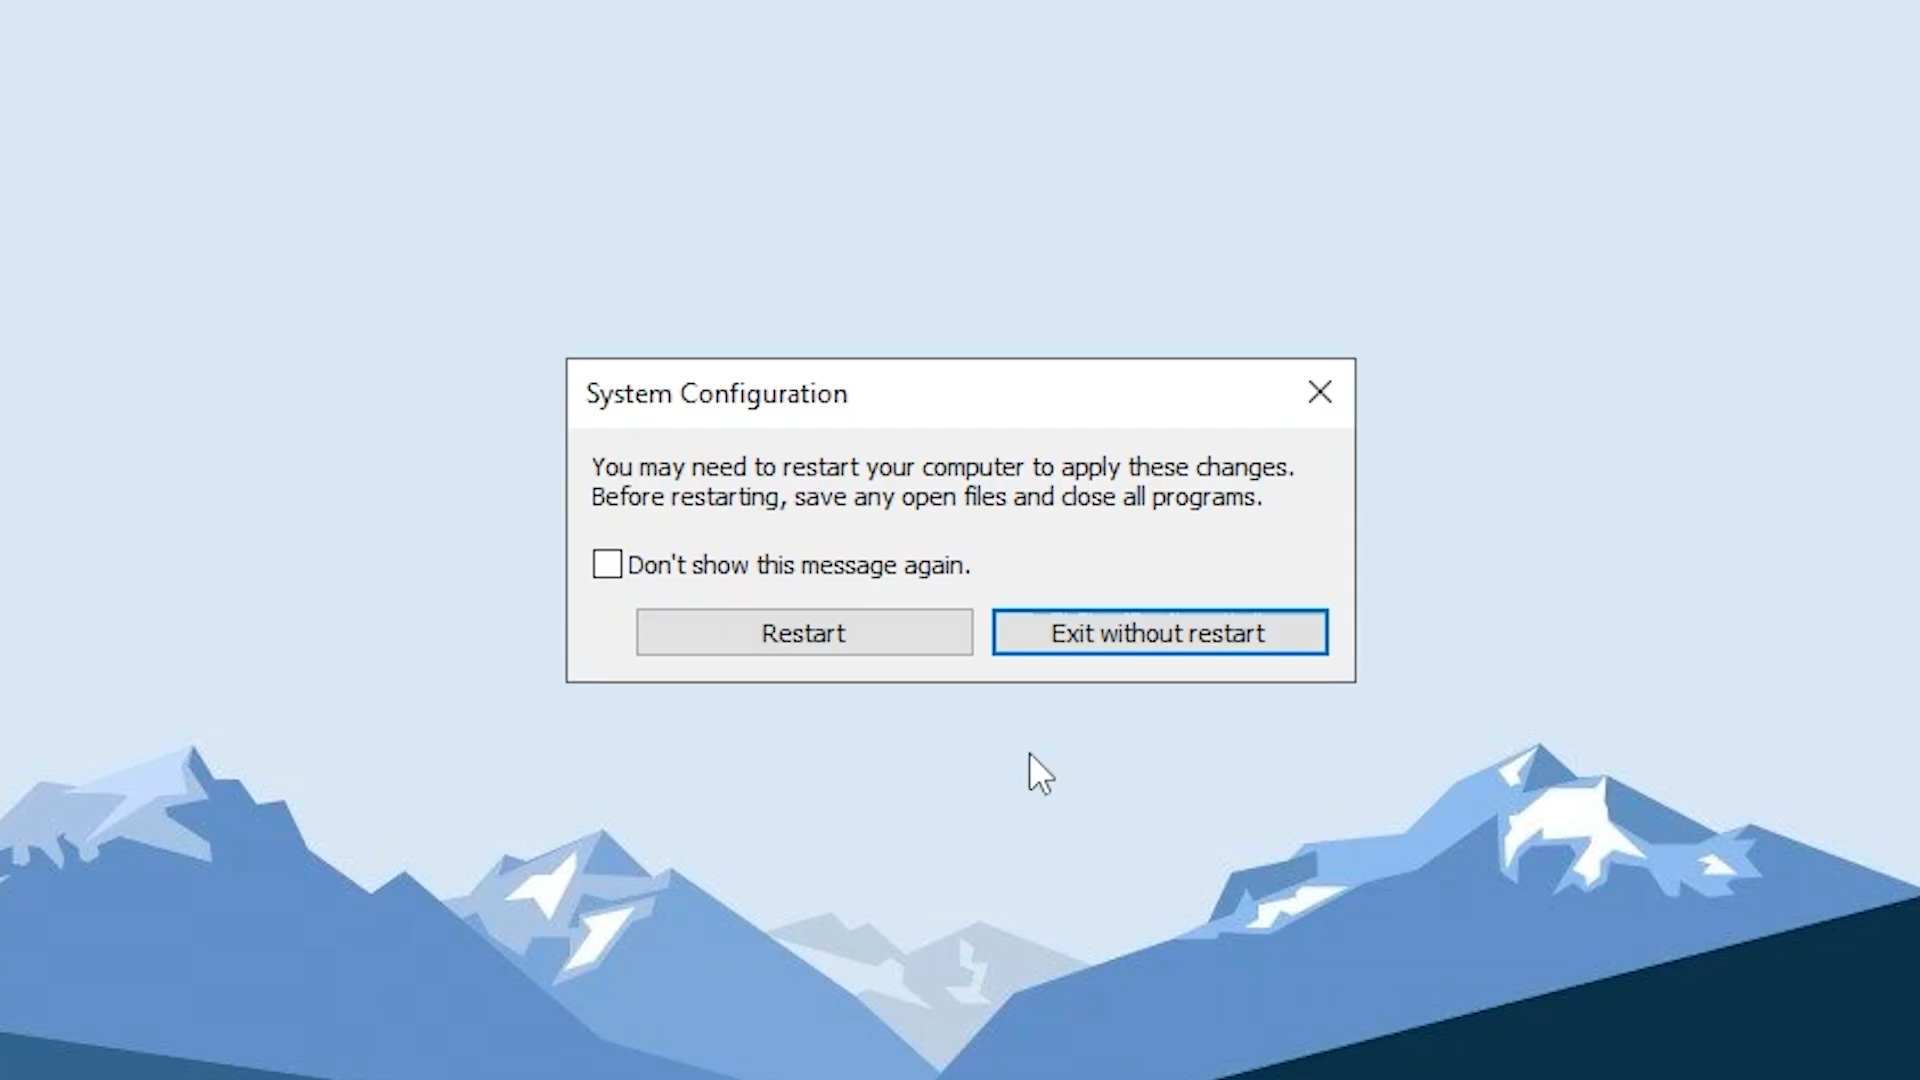 System Configuration
You may need to restart your computer to apply these changes.
Before restarting, save any open files and close all programs.
Don't show this message again.
Restart
Exit without restart